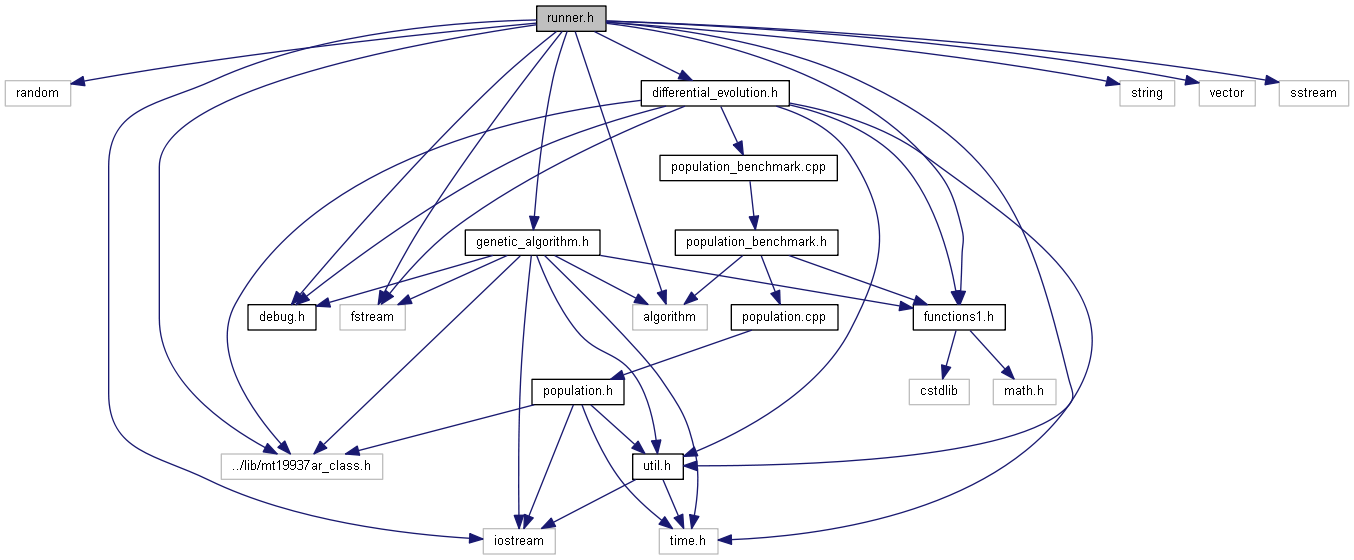 runner.h
random
differential_evolution.h
string
vector
sstream
population_benchmark.cpp
genetic_algorithm.h
population_benchmark.h
debug.h
fstream
algorithm
population.cpp
functions1.h
population.h
cstdlib
math.h
../lib/mt19937ar_class.h
util.h
iostream
time.h